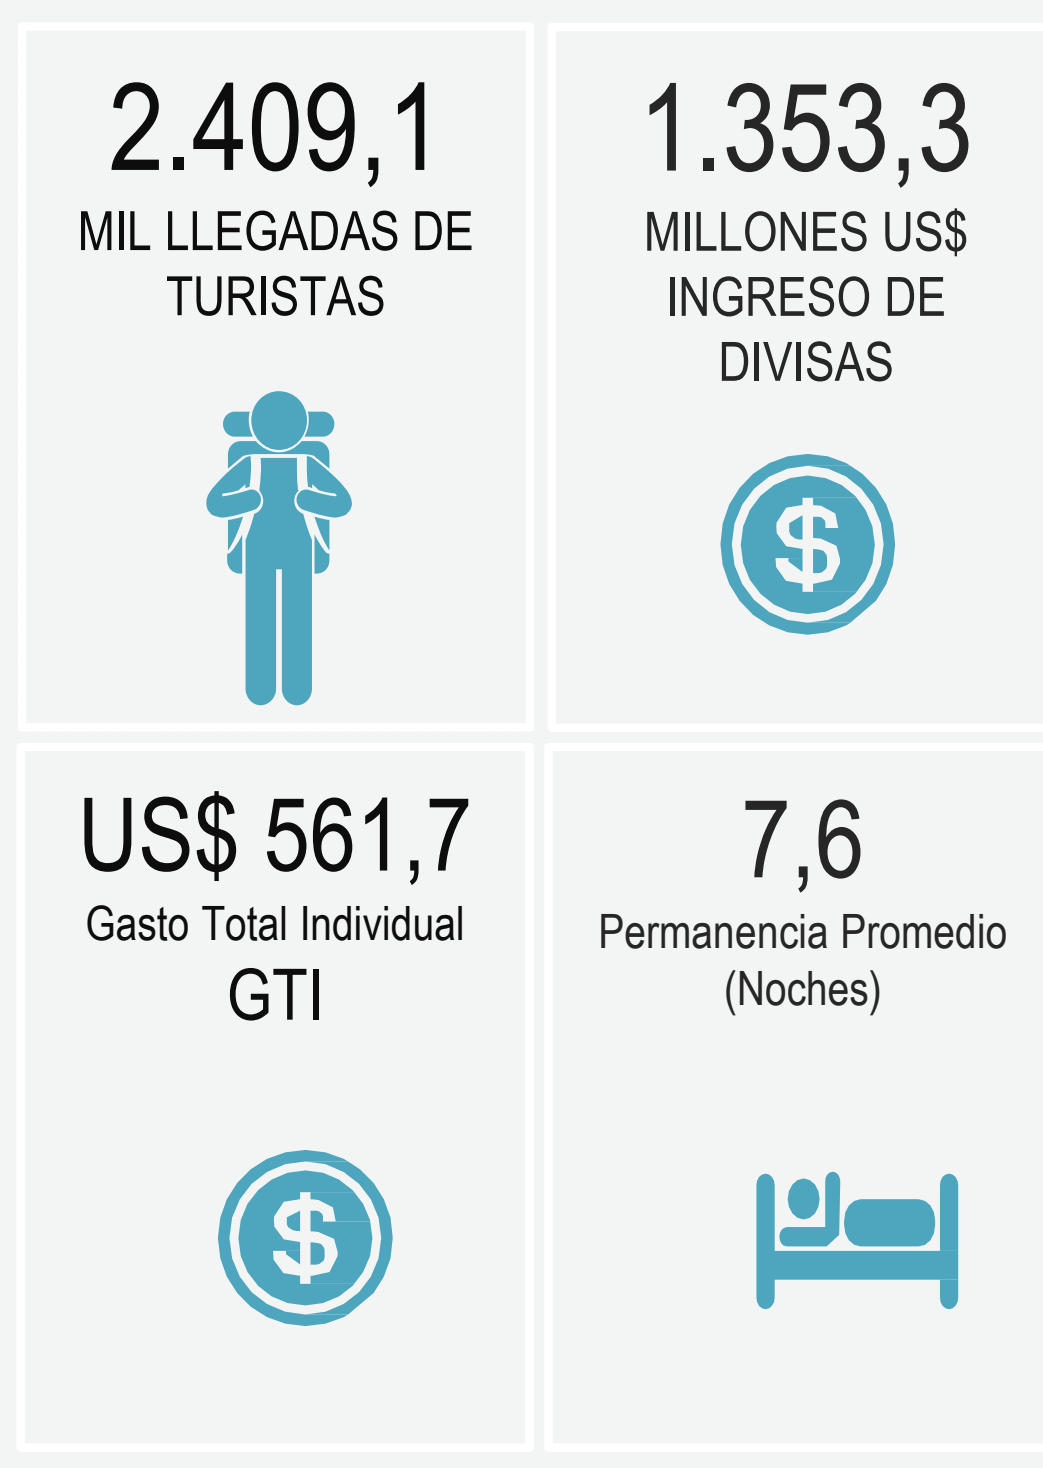 2.409,1
MIL LLEGADAS DE
TURISTAS
1.353,3
MILLONES US$
INGRESO DE
DIVISAS
US$ 561,7
Gasto Total Individual
GTI
7,6
Permanencia Promedio
(Noches)